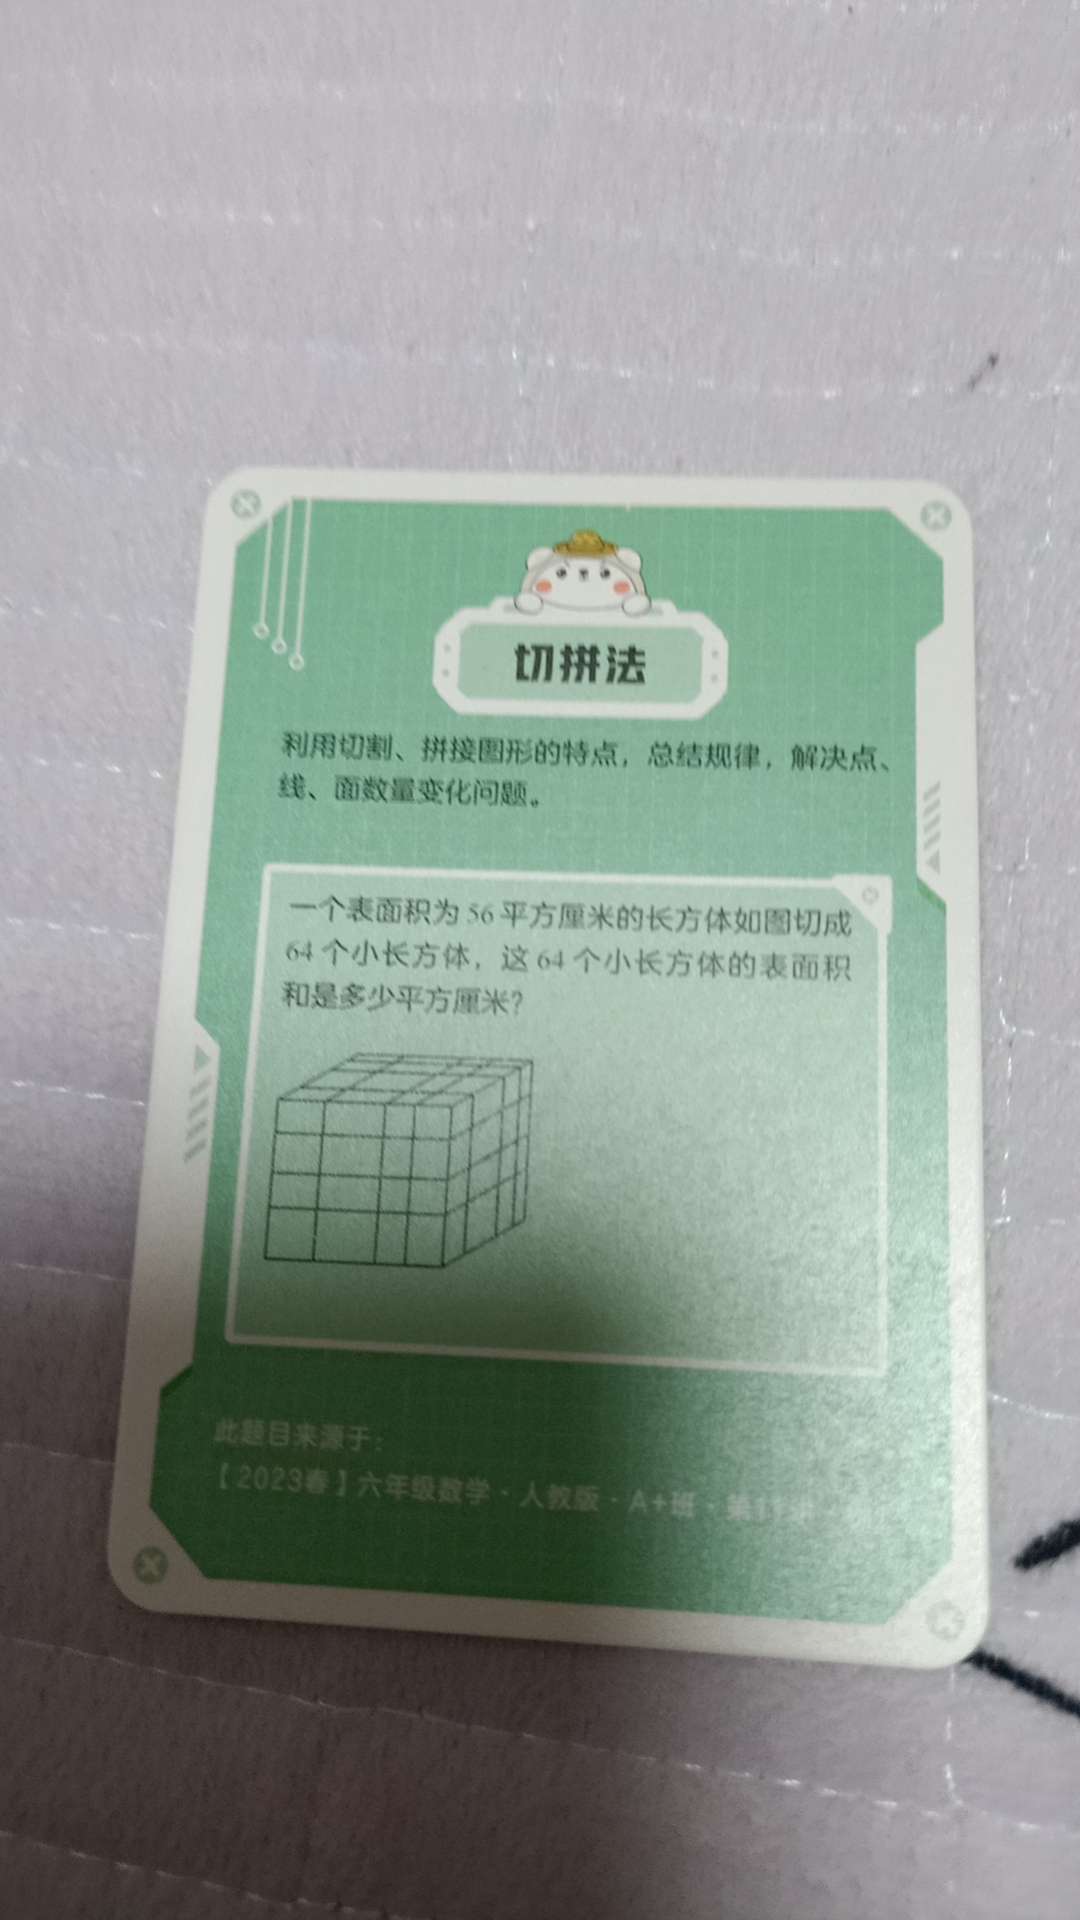 切拼法
利用切割、拼接图形的特点，总结规律，解决点、
线、面数量变化问题。
一个表面积为56平方厘米的长方体如图切成
64个小长方体，这64个小长方体的表面积
和是多少平方厘米？
此题目来源于：
【2023春】六年级数学·人教版·A+班·第11讲